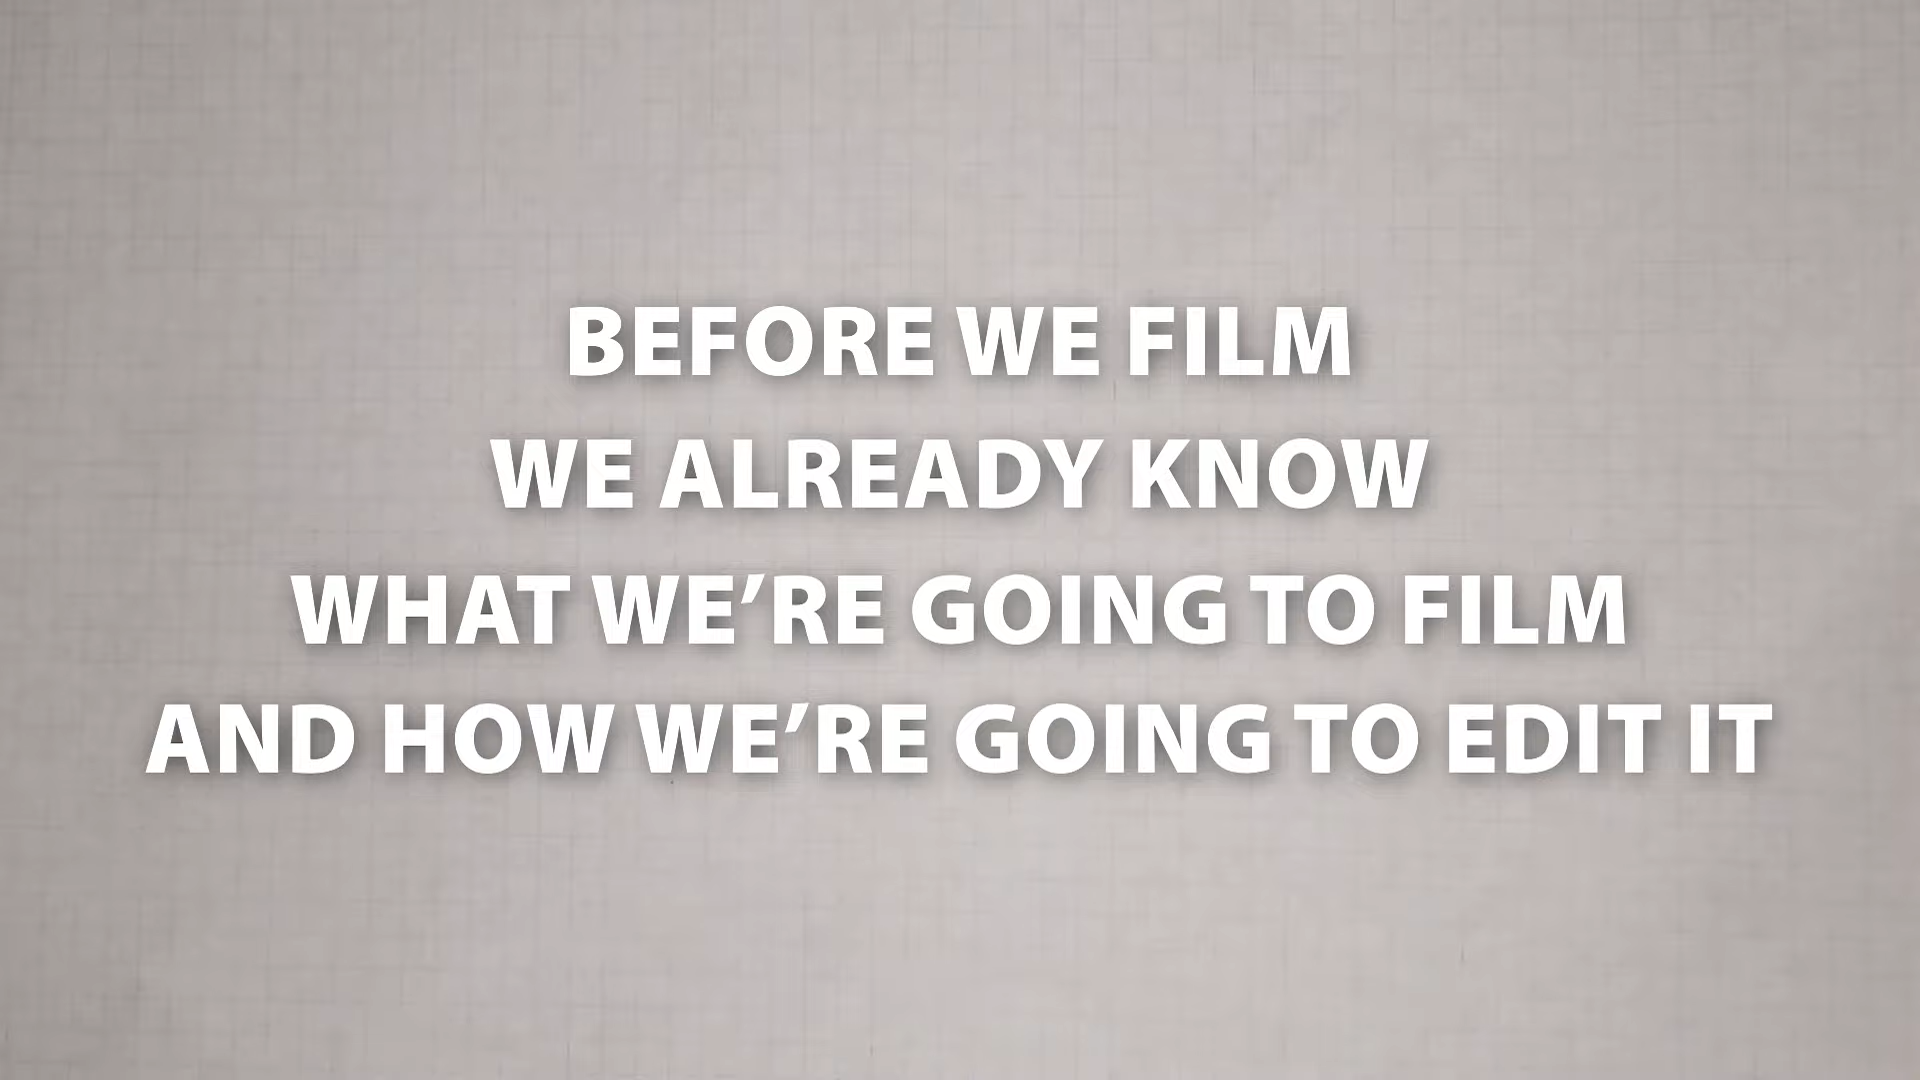 BEFORE WE FILM
WE ALREADY KNOW
WHAT WE’RE GOING TO FILM
AND HOW WE’RE GOING TO EDIT IT